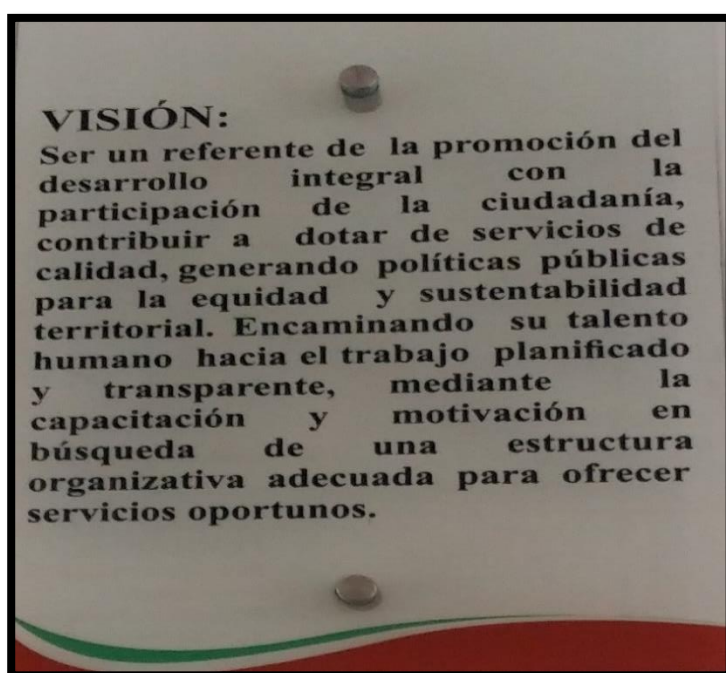 VISIÓN:
Ser un referente de la promoción del
desarrollo integral con la
participación de la ciudadanía,
contribuir a dotar de servicios de
calidad, generando políticas públicas
para la equidad y sustentabilidad
territorial. Encaminando su talento
humano hacia el trabajo planificado
y transparente, mediante la
capacitación y motivación en
búsqueda de una estructura
organizativa adecuada para ofrecer
servicios oportunos.